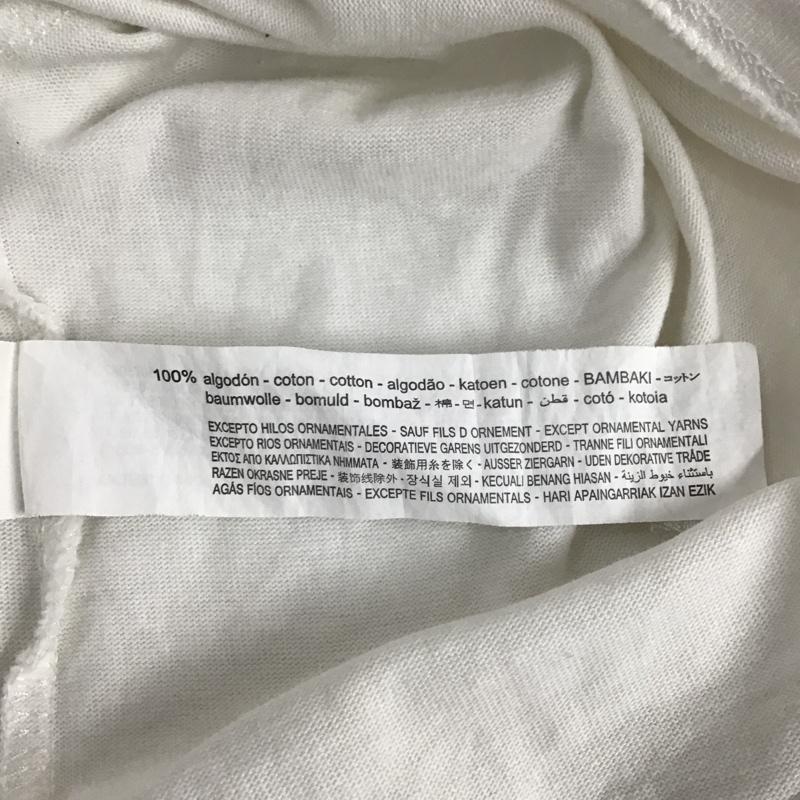 100% algodón - coton - cotton - algodão - katoen - cotone - BAMBAKI - コットン
baumwolle - bomuld - bombaž - 棉 - 면 - katun - قطن - cotó - kotoia
EXCEPTO HILOS ORNAMENTALES - SAUF FILS D ORNEMENT - EXCEPT ORNAMENTAL YARNS
EXCEPTO RIOS ORNAMENTAIS - DECORATIEVE GARENS UITGEZONDERD - TRANNE FILI ORNAMENTALI
ΕΚΤΟΣ ΑΠΟ ΚΑΛΛΩΠΙΣΤΙΚΑ ΝΗΜΜΑΤΑ - 装飾用糸を除く - AUSSER ZIERGARN - UDEN DEKORATIVE TRÅDE
RAZEN OKRASNE PREJE - 装饰线除外 - 장식실 제외 - KECUALI BENANG HIASAN - باستثناء خيوط الزينة
AGÁS FÍOS ORNAMENTAIS - EXCEPTE FILS ORNAMENTALS - HARI APAINGARRIAK IZAN EZIK